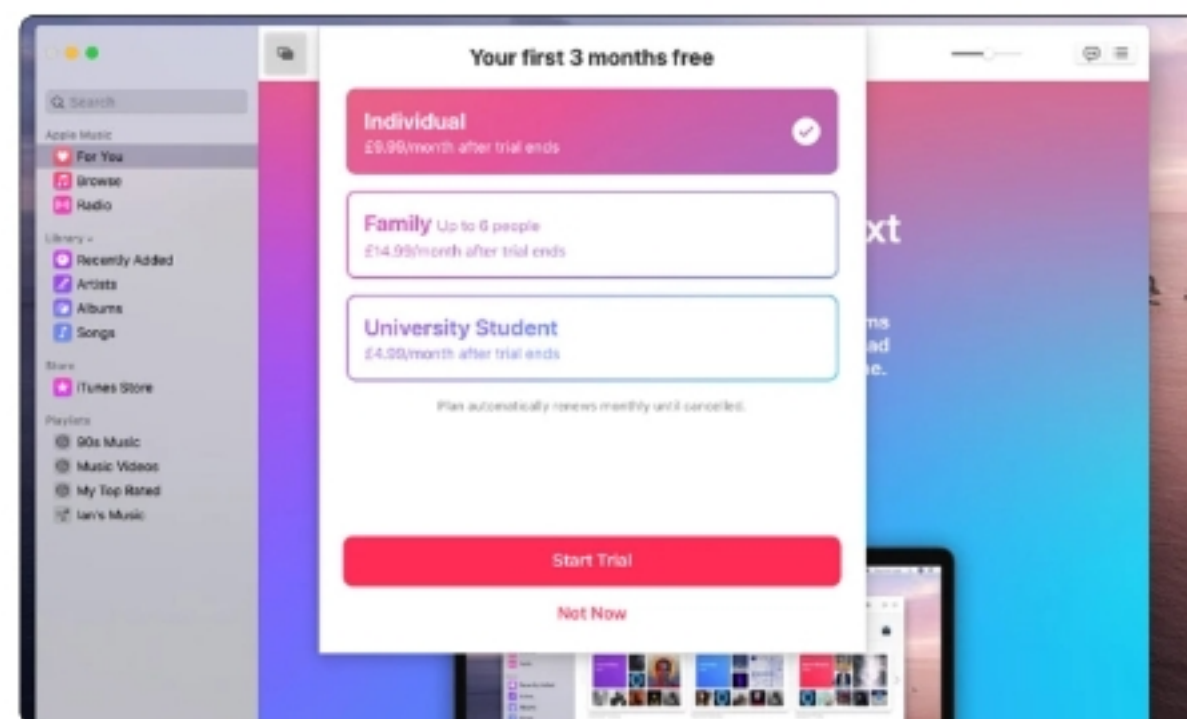 Search
Apple Music
For You
Browse
Radio
Library
Recently Added
Artists
Albums
Songs
Store
iTunes Store
Playlists
90s Music
Music Videos
My Top Rated
Ian's Music
Your first 3 months free
Individual
£9.99/month after trial ends
Family Up to 6 people
£14.99/month after trial ends
University Student
£4.99/month after trial ends
Plan automatically renews monthly until cancelled.
Start Trial
Not Now
xt
ms
ad
e.